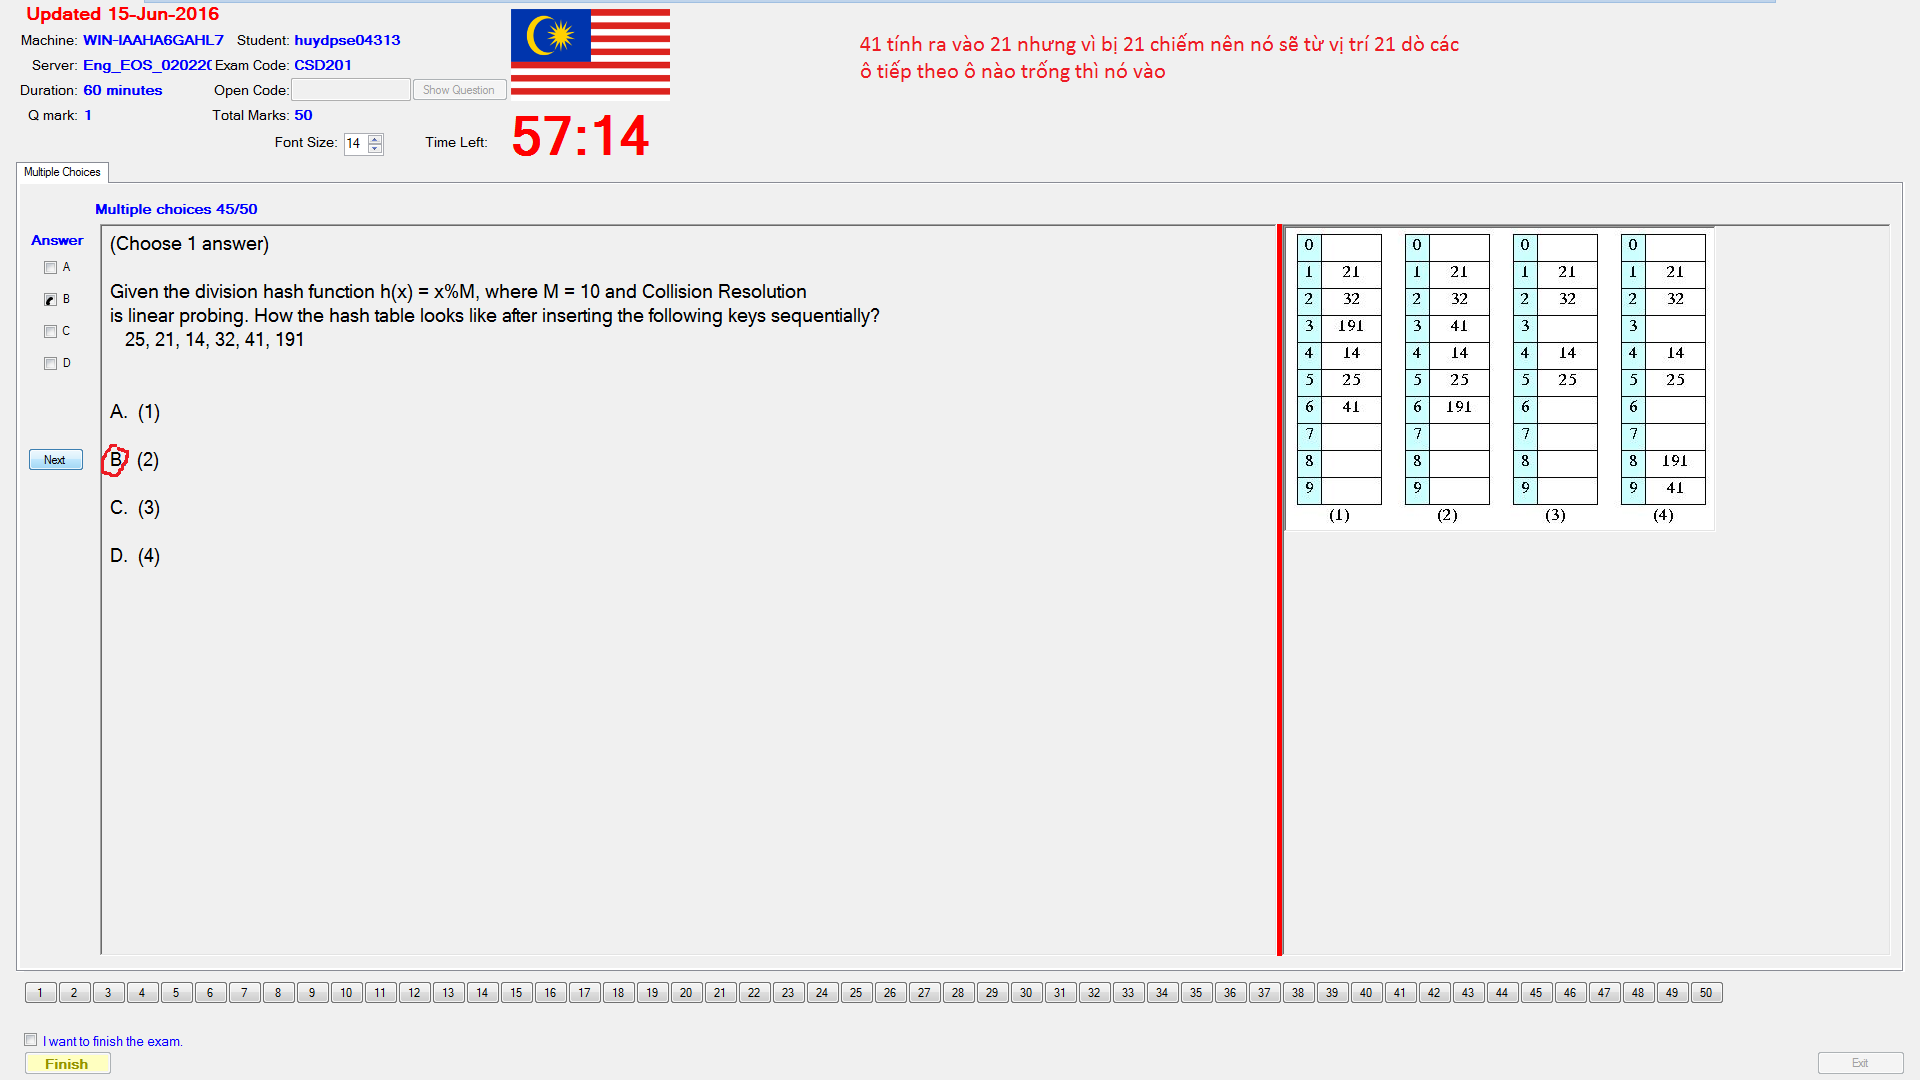 Updated 15-Jun-2016
Machine: WIN-IAAHA6GAHL7 Student: huydpse04313
Server: Eng_EOS_02022( Exam Code: CSD201
Duration: 60 minutes Open Code: Show Question
Q mark: 1 Total Marks: 50
Font Size: 14 Time Left: 57:14
41 tính ra vào 21 nhưng vì bị 21 chiếm nên nó sẽ từ vị trí 21 dò các
ô tiếp theo ô nào trống thì nó vào
Multiple Choices
Multiple choices 45/50
Answer
A
B
C
D
Next
(Choose 1 answer)
Given the division hash function h(x) = x%M, where M = 10 and Collision Resolution
is linear probing. How the hash table looks like after inserting the following keys sequentially?
25, 21, 14, 32, 41, 191
A. (1)
B (2)
C. (3)
D. (4)
0 0 0 0
1 21 1 21 1 21 1 21
2 32 2 32 2 32 2 32
3 191 3 41 3 3
4 14 4 14 4 14 4 14
5 25 5 25 5 25 5 25
6 41 6 191 6 6
7 7 7 7
8 8 8 8 191
9 9 9 9 41
(1) (2) (3) (4)
1 2 3 4 5 6 7 8 9 10 11 12 13 14 15 16 17 18 19 20 21 22 23 24 25 26 27 28 29 30 31 32 33 34 35 36 37 38 39 40 41 42 43 44 45 46 47 48 49 50
I want to finish the exam.
Finish Exit